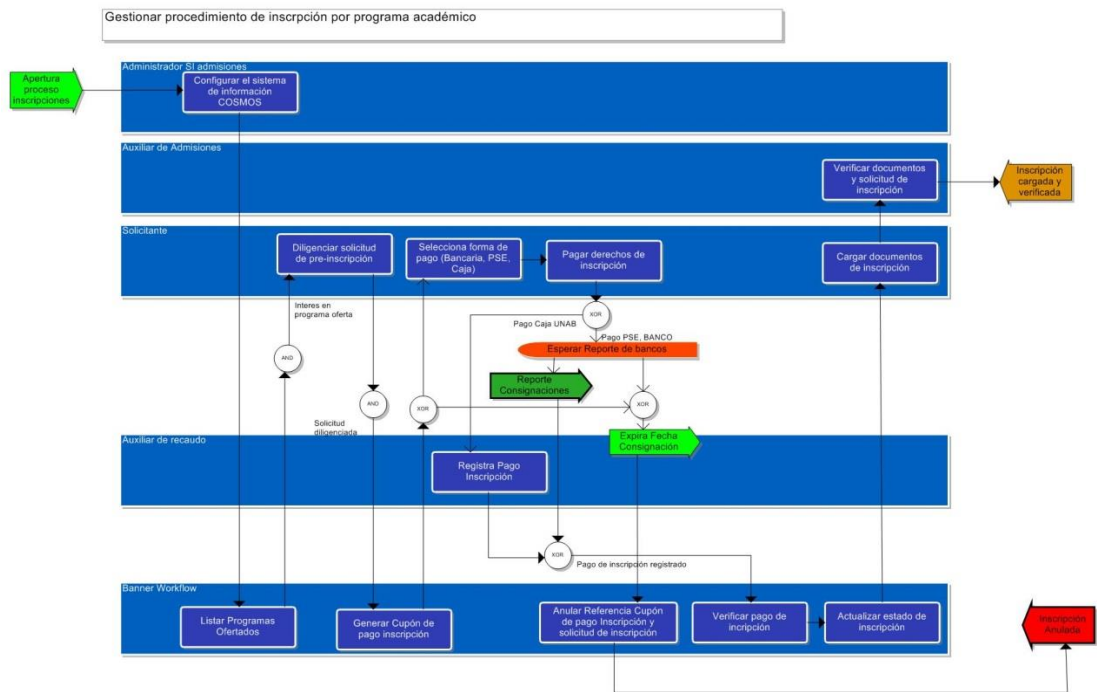 Gestionar procedimiento de inscrpción por programa académico
Apertura
proceso
inscripciones
Administrador SI admisiones
Configurar el sistema
de información
COSMOS
Auxiliar de Admisiones
Verificar documentos
y solicitud de
inscripción
Inscripción
cargada y
verificada
Solicitante
Diligenciar solicitud
de pre-inscripción
Selecciona forma de
pago (Bancaria, PSE,
Caja)
Pagar derechos de
inscripción
Cargar documentos
de inscripción
Interes en
programa oferta
XOR
Pago Caja UNAB
Pago PSE, BANCO
Esperar Reporte de bancos
AND
Reporte
Consignaciones
AND
XOR
XOR
Solicitud
diligenciada
Expira Fecha
Consignación
Auxiliar de recaudo
Registra Pago
Inscripción
XOR
Pago de inscripción registrado
Banner Workflow
Listar Programas
Ofertados
Generar Cupón de
pago inscripción
Anular Referencia Cupón
de pago Inscripción y
solicitud de inscripción
Verificar pago de
incripción
Actualizar estado de
inscripción
Inscripción
Anulada